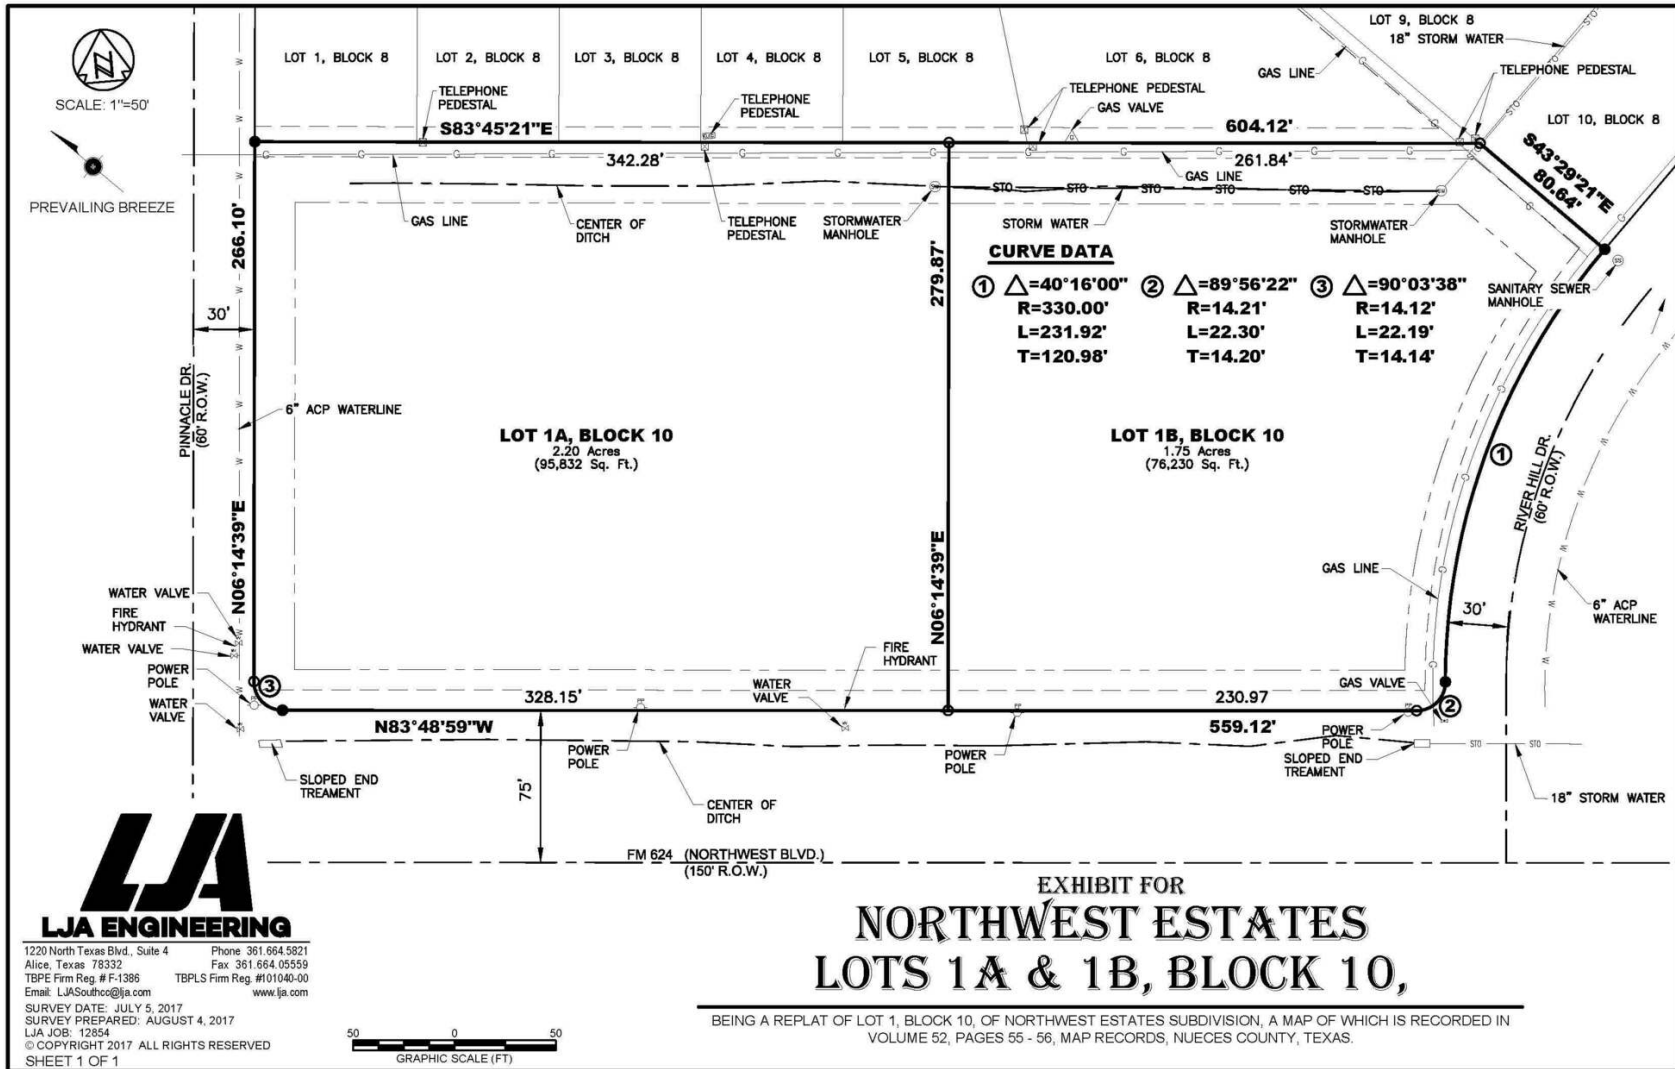 LOT 1, BLOCK 8
LOT 2, BLOCK 8
LOT 3, BLOCK 8
LOT 4, BLOCK 8
LOT 5, BLOCK 8
LOT 6, BLOCK 8
LOT 9, BLOCK 8
18" STORM WATER
GAS LINE
TELEPHONE PEDESTAL
LOT 10, BLOCK 8
N
SCALE: 1"=50'
PREVAILING BREEZE
TELEPHONE
PEDESTAL
TELEPHONE
PEDESTAL
TELEPHONE PEDESTAL
GAS VALVE
S83°45'21"E
604.12'
342.28'
261.84'
GAS LINE
S43°29'21"E
80.64'
GAS LINE
CENTER OF
DITCH
TELEPHONE
PEDESTAL
STORMWATER
MANHOLE
STORM WATER
STORMWATER
MANHOLE
STO STO STO STO STO STO
266.10'
279.87'
CURVE DATA
1 △=40°16'00"
R=330.00'
L=231.92'
T=120.98'
2 △=89°56'22"
R=14.21'
L=22.30'
T=14.20'
3 △=90°03'38"
R=14.12'
L=22.19'
T=14.14'
SANITARY SEWER
MANHOLE
30'
PINNACLE DR.
(60' R.O.W.)
6" ACP WATERLINE
LOT 1A, BLOCK 10
2.20 Acres
(95,832 Sq. Ft.)
LOT 1B, BLOCK 10
1.75 Acres
(76,230 Sq. Ft.)
1
RIVER HILL DR.
(60' R.O.W.)
N06°14'39"E
N06°14'39"E
GAS LINE
30'
6" ACP
WATERLINE
WATER VALVE
FIRE
HYDRANT
WATER VALVE
POWER
POLE
WATER
VALVE
3
328.15'
WATER
VALVE
FIRE
HYDRANT
230.97
GAS VALVE
2
N83°48'59"W
559.12'
POWER
POLE
POWER
POLE
POWER
POLE
SLOPED END
TREAMENT
SLOPED END
TREAMENT
STO STO
75'
CENTER OF
DITCH
18" STORM WATER
FM 624 (NORTHWEST BLVD.)
(150' R.O.W.)
LJA
LJA ENGINEERING
1220 North Texas Blvd., Suite 4 Phone 361.664.5821
Alice, Texas 78332 Fax 361.664.05559
TBPE Firm Reg. # F-1386 TBPLS Firm Reg. #101040-00
Email: LJASouthcc@lja.com www.lja.com
SURVEY DATE: JULY 5, 2017
SURVEY PREPARED: AUGUST 4, 2017
LJA JOB: 12854
© COPYRIGHT 2017 ALL RIGHTS RESERVED
SHEET 1 OF 1
50 0 50
GRAPHIC SCALE (FT)
EXHIBIT FOR
NORTHWEST ESTATES
LOTS 1A & 1B, BLOCK 10,
BEING A REPLAT OF LOT 1, BLOCK 10, OF NORTHWEST ESTATES SUBDIVISION, A MAP OF WHICH IS RECORDED IN
VOLUME 52, PAGES 55 - 56, MAP RECORDS, NUECES COUNTY, TEXAS.